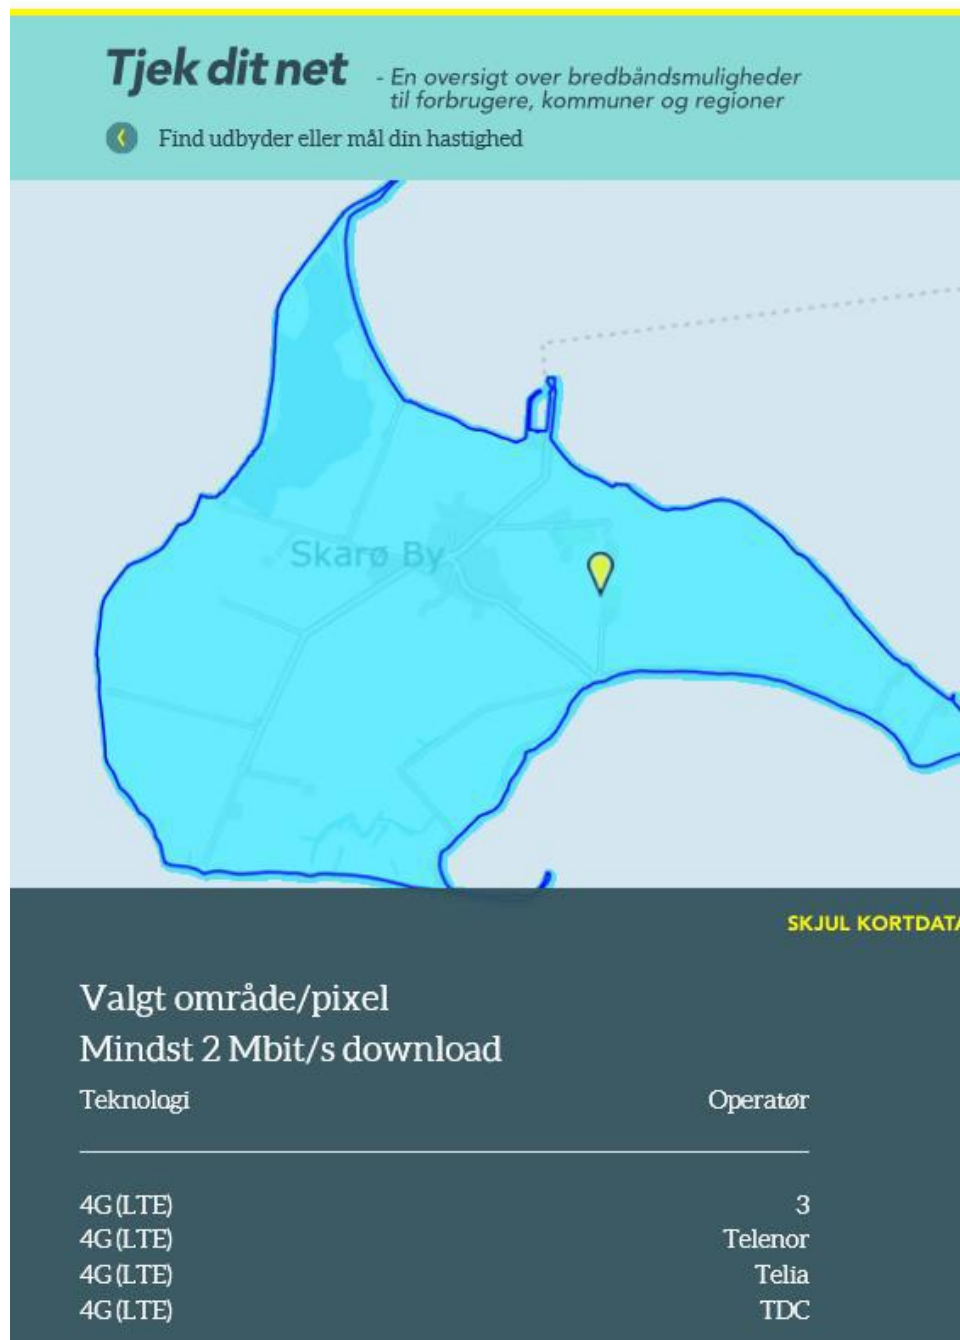 Tjek dit net
- En oversigt over bredbåndsmuligheder
til forbrugere, kommuner og regioner
Find udbyder eller mål din hastighed
Skarø By
SKJUL KORTDATA
Valgt område/pixel
Mindst 2 Mbit/s download
Teknologi Operatør
4G (LTE) 3
4G (LTE) Telenor
4G (LTE) Telia
4G (LTE) TDC